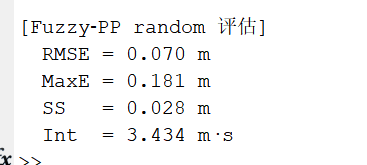 [Fuzzy-PP random 评估]
RMSE = 0.070 m
MaxE = 0.181 m
SS = 0.028 m
Int = 3.434 m·s
fx >>